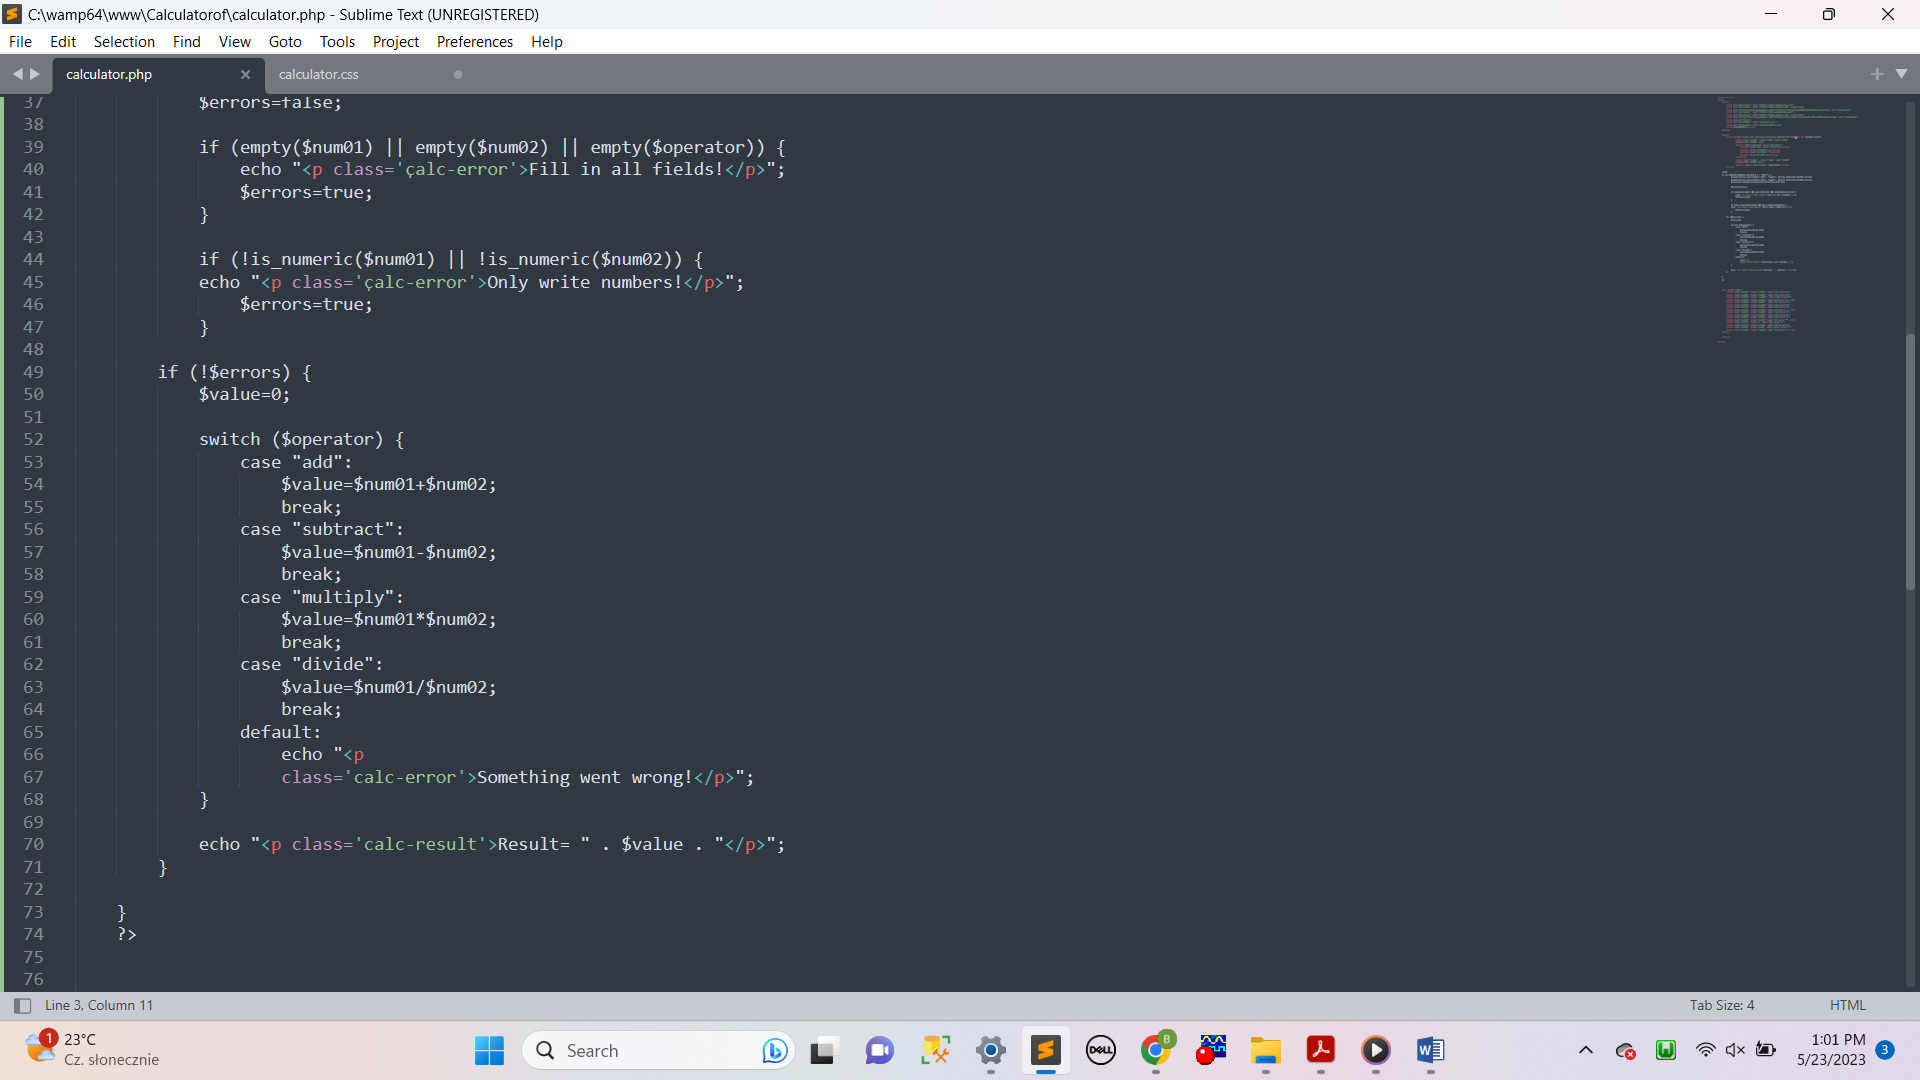 C:\wamp64\www\Calculatorof\calculator.php - Sublime Text (UNREGISTERED)
File Edit Selection Find View Goto Tools Project Preferences Help
calculator.php
calculator.css
37 $errors=false;
38
39 if (empty($num01) || empty($num02) || empty($operator)) {
40 echo "<p class='çalc-error'>Fill in all fields!</p>";
41 $errors=true;
42 }
43
44 if (!is_numeric($num01) || !is_numeric($num02)) {
45 echo "<p class='çalc-error'>Only write numbers!</p>";
46 $errors=true;
47 }
48
49 if (!$errors) {
50 $value=0;
51
52 switch ($operator) {
53 case "add":
54 $value=$num01+$num02;
55 break;
56 case "subtract":
57 $value=$num01-$num02;
58 break;
59 case "multiply":
60 $value=$num01*$num02;
61 break;
62 case "divide":
63 $value=$num01/$num02;
64 break;
65 default:
66 echo "<p
67 class='calc-error'>Something went wrong!</p>";
68 }
69
70 echo "<p class='calc-result'>Result= " . $value . "</p>";
71 }
72
73 }
74 ?>
75
76
Line 3, Column 11
Tab Size: 4
HTML
1
23°C
Cz. słonecznie
Search
DELL
B
W
1:01 PM
5/23/2023
3